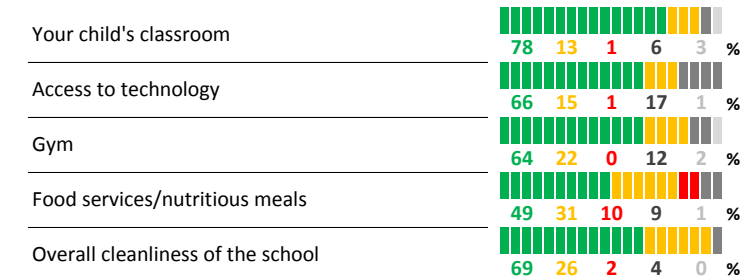 Your child's classroom
78 13 1 6 3 %
Access to technology
66 15 1 17 1 %
Gym
64 22 0 12 2 %
Food services/nutritious meals
49 31 10 9 1 %
Overall cleanliness of the school
69 26 2 4 0 %